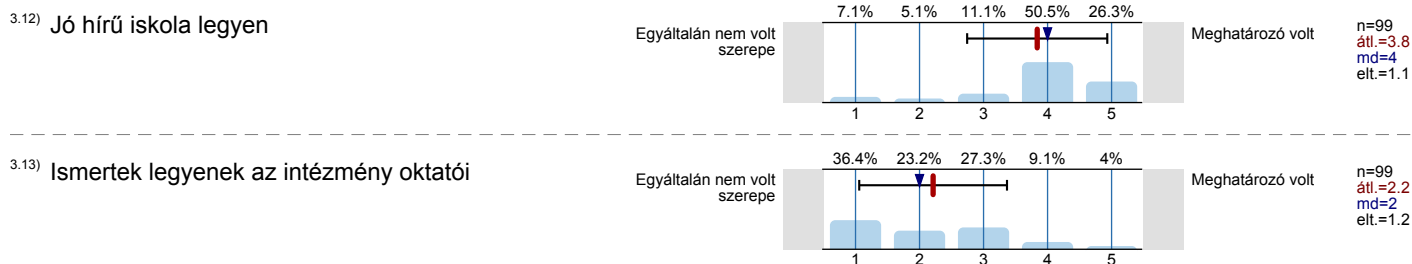 3.12) Jó hírű iskola legyen
Egyáltalán nem volt
szerepe
7.1% 5.1% 11.1% 50.5% 26.3%
1 2 3 4 5
Meghatározó volt
n=99
átl.=3.8
md=4
elt.=1.1
3.13) Ismertek legyenek az intézmény oktatói
Egyáltalán nem volt
szerepe
36.4% 23.2% 27.3% 9.1% 4%
1 2 3 4 5
Meghatározó volt
n=99
átl.=2.2
md=2
elt.=1.2